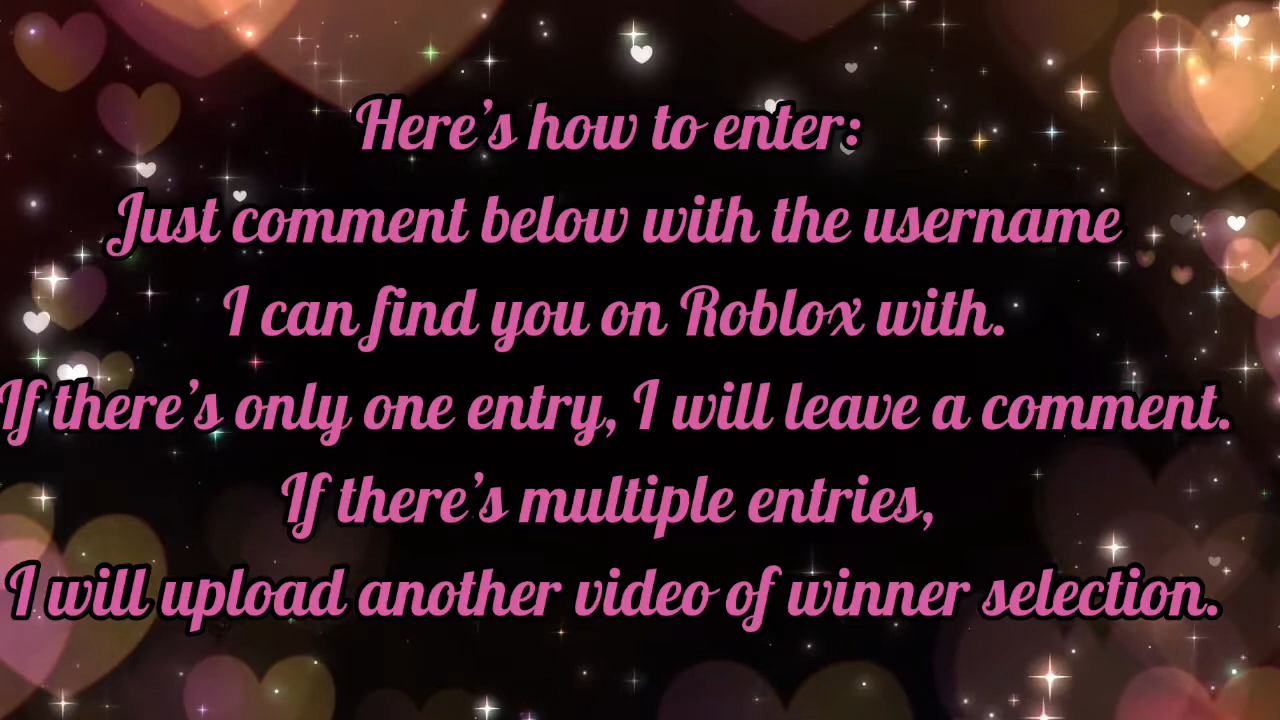 Here’s how to enter:
Just comment below with the username
I can find you on Roblox with.
If there’s only one entry, I will leave a comment.
If there’s multiple entries,
I will upload another video of winner selection.